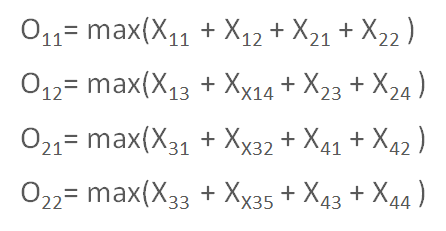 O₁₁= max(X₁₁ + X₁₂ + X₂₁ + X₂₂ )
O₁₂= max(X₁₃ + Xₓ₁₄ + X₂₃ + X₂₄ )
O₂₁= max(X₃₁ + Xₓ₃₂ + X₄₁ + X₄₂ )
O₂₂= max(X₃₃ + Xₓ₃₅ + X₄₃ + X₄₄ )